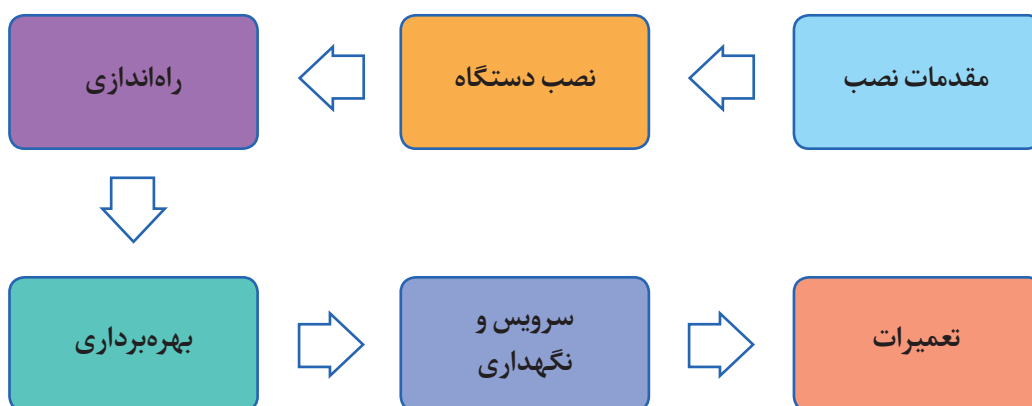 مقدمات نصب
نصب دستگاه
راه‌اندازی
بهره‌برداری
سرویس و
نگهداری
تعمیرات